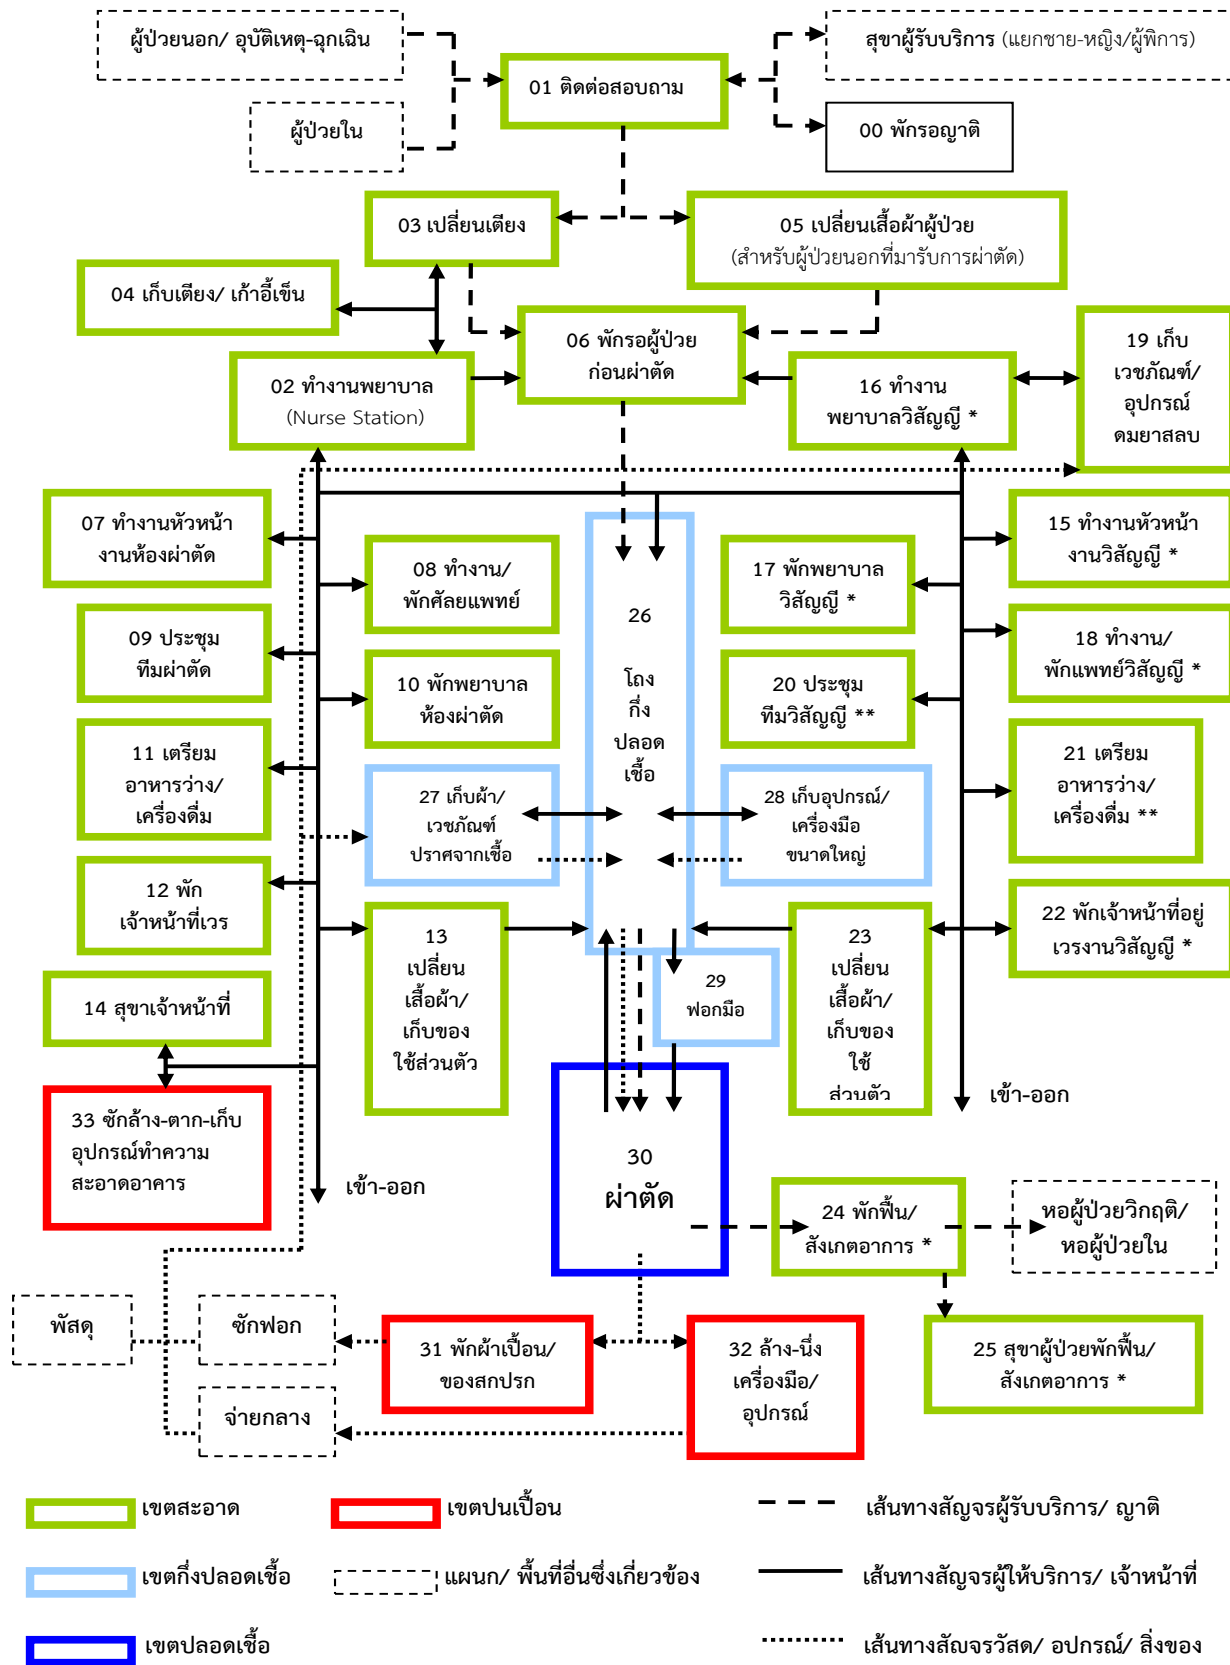 ผู้ป่วยนอก/ อุบัติเหตุ-ฉุกเฉิน
สุขาผู้รับบริการ (แยกชาย-หญิง/ผู้พิการ)
01 ติดต่อสอบถาม
ผู้ป่วยใน
00 พักรอญาติ
03 เปลี่ยนเตียง
05 เปลี่ยนเสื้อผ้าผู้ป่วย
(สำหรับผู้ป่วยนอกที่มารับการผ่าตัด)
04 เก็บเตียง/ เก้าอี้เข็น
06 พักรอผู้ป่วย
ก่อนผ่าตัด
02 ทำงานพยาบาล
(Nurse Station)
16 ทำงาน
พยาบาลวิสัญญี *
19 เก็บ
เวชภัณฑ์/
อุปกรณ์
ดมยาสลบ
07 ทำงานหัวหน้า
งานห้องผ่าตัด
08 ทำงาน/
พักศัลยแพทย์
17 พักพยาบาล
วิสัญญี *
15 ทำงานหัวหน้า
งานวิสัญญี *
09 ประชุม
ทีมผ่าตัด
10 พักพยาบาล
ห้องผ่าตัด
26
โถง
กึ่ง
ปลอด
เชื้อ
20 ประชุม
ทีมวิสัญญี **
18 ทำงาน/
พักแพทย์วิสัญญี *
11 เตรียม
อาหารว่าง/
เครื่องดื่ม
27 เก็บผ้า/
เวชภัณฑ์
ปราศจากเชื้อ
28 เก็บอุปกรณ์/
เครื่องมือ
ขนาดใหญ่
21 เตรียม
อาหารว่าง/
เครื่องดื่ม **
12 พัก
เจ้าหน้าที่เวร
13
เปลี่ยน
เสื้อผ้า/
เก็บของ
ใช้ส่วนตัว
29
ฟอกมือ
23
เปลี่ยน
เสื้อผ้า/
เก็บของ
ใช้
ส่วนตัว
22 พักเจ้าหน้าที่อยู่
เวรงานวิสัญญี *
14 สุขาเจ้าหน้าที่
33 ซักล้าง-ตาก-เก็บ
อุปกรณ์ทำความ
สะอาดอาคาร
เข้า-ออก
เข้า-ออก
30
ผ่าตัด
24 พักฟื้น/
สังเกตอาการ *
หอผู้ป่วยวิกฤติ/
หอผู้ป่วยใน
พัสดุ
ซักฟอก
31 พักผ้าเปื้อน/
ของสกปรก
32 ล้าง-นึ่ง
เครื่องมือ/
อุปกรณ์
25 สุขาผู้ป่วยพักฟื้น/
สังเกตอาการ *
จ่ายกลาง
เขตสะอาด
เขตปนเปื้อน
เส้นทางสัญจรผู้รับบริการ/ ญาติ
เขตกึ่งปลอดเชื้อ
แผนก/ พื้นที่อื่นซึ่งเกี่ยวข้อง
เส้นทางสัญจรผู้ให้บริการ/ เจ้าหน้าที่
เขตปลอดเชื้อ
เส้นทางสัญจรวัสดุ/ อุปกรณ์/ สิ่งของ